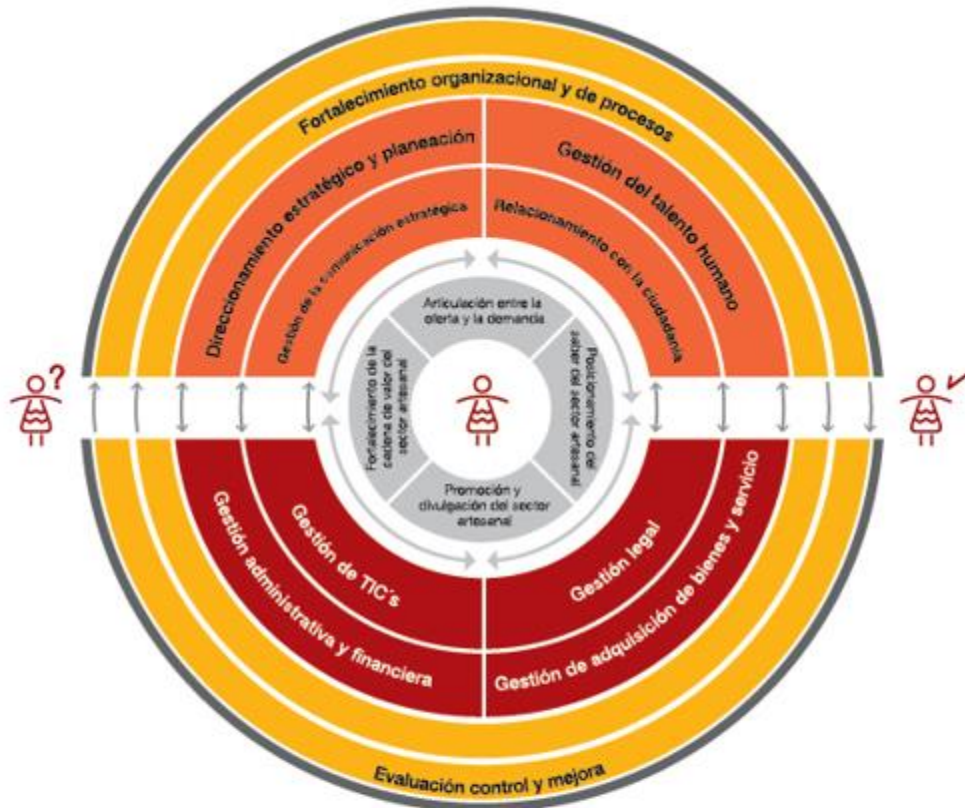 Fortalecimiento organizacional y de procesos
Direccionamiento estratégico y planeación
Gestión del talento humano
Gestión de la comunicación estratégica
Relacionamiento con la ciudadanía
Articulación entre la
oferta y la demanda
Fortalecimiento de la
cadena de valor del
sector artesanal
Posicionamiento del
saber del sector artesanal
Promoción y
divulgación del sector
artesanal
?
Gestión de TIC´s
Gestión legal
Gestión administrativa y financiera
Gestión de adquisición de bienes y servicio
Evaluación control y mejora